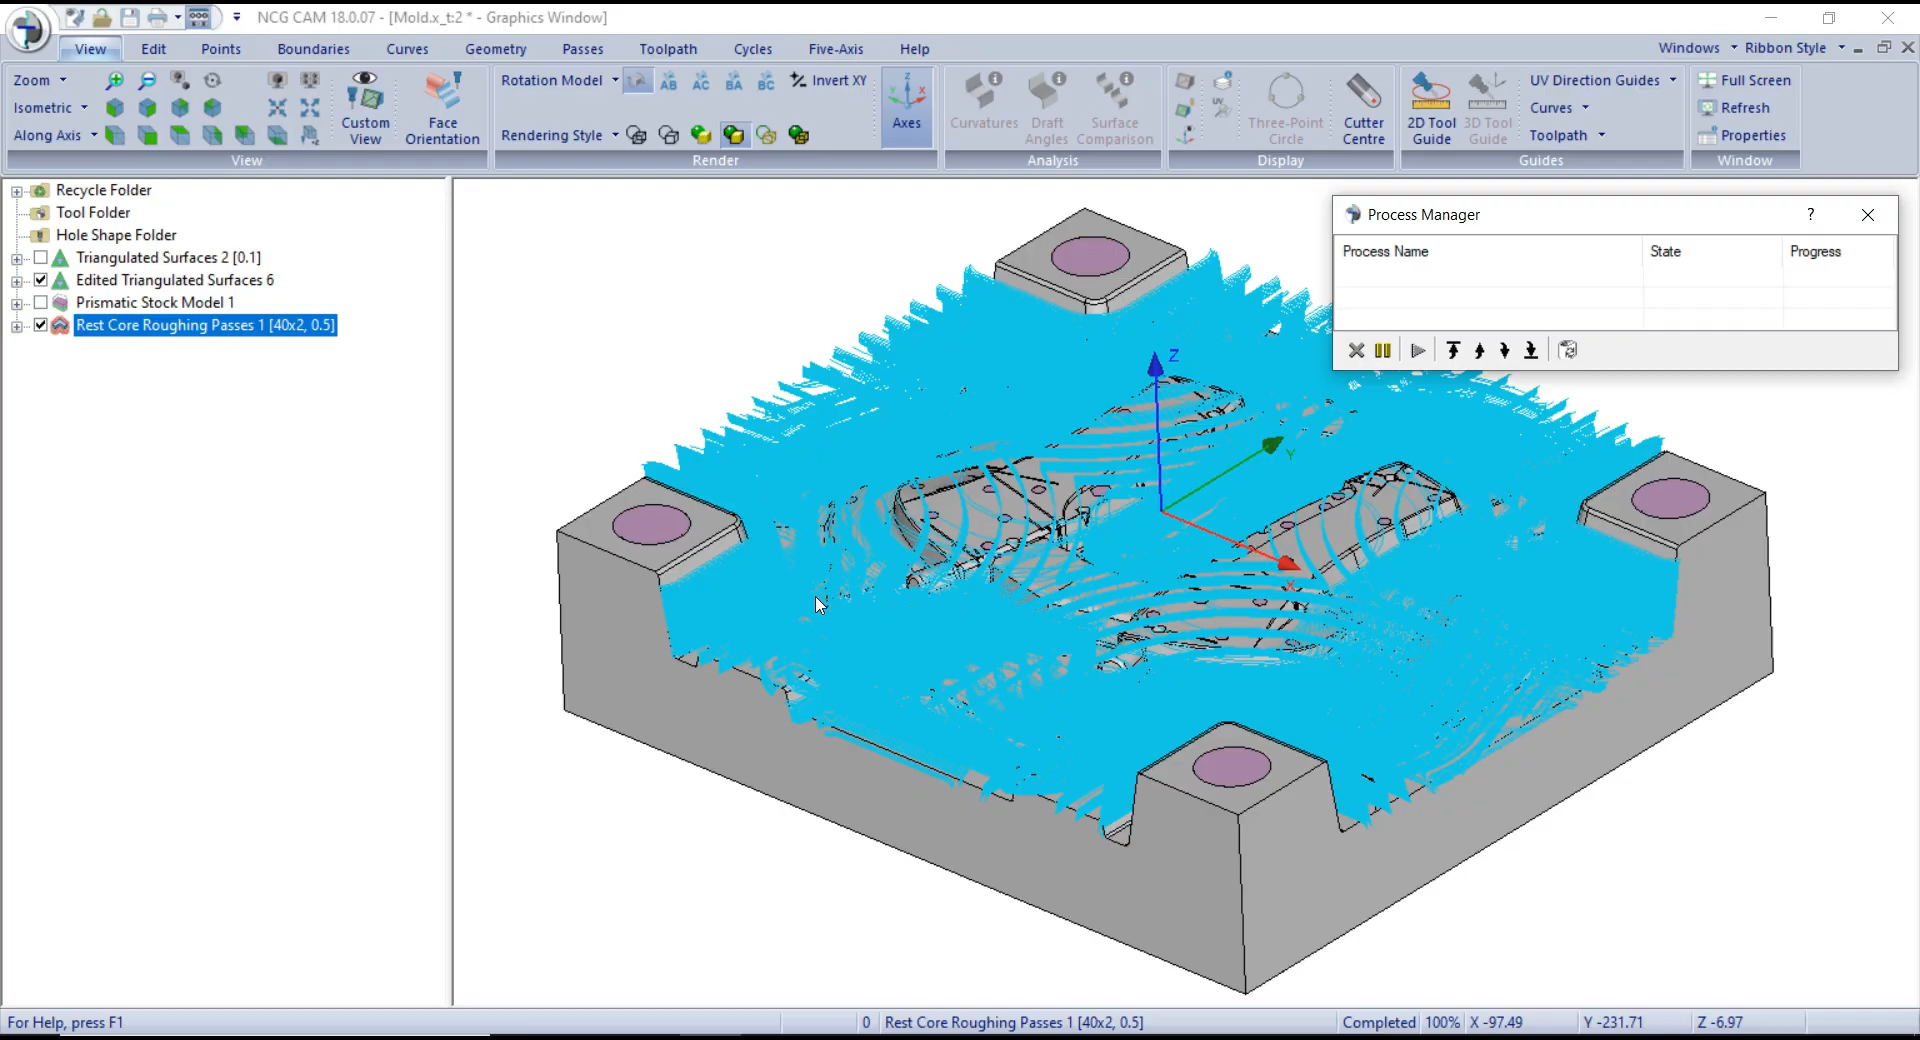 NCG CAM 18.0.07 - [Mold.x_t:2 * - Graphics Window]
View Edit Points Boundaries Curves Geometry Passes Toolpath Cycles Five-Axis Help
Windows Ribbon Style
Zoom
Isometric
Along Axis
Custom
View
Face
Orientation
View
Rotation Model
AB AC BA BC
Invert XY
Rendering Style
Render
Axes
Curvatures
Draft
Angles
Surface
Comparison
Analysis
UV
Three-Point
Circle
Cutter
Centre
Display
2D Tool
Guide
3D Tool
Guide
UV Direction Guides
Curves
Toolpath
Guides
Full Screen
Refresh
Properties
Window
Recycle Folder
Tool Folder
Hole Shape Folder
Triangulated Surfaces 2 [0.1]
Edited Triangulated Surfaces 6
Prismatic Stock Model 1
Rest Core Roughing Passes 1 [40x2, 0.5]
Process Manager ?
Process Name State Progress
Z
Y
X
For Help, press F1
0 Rest Core Roughing Passes 1 [40x2, 0.5] Completed 100% X -97.49 Y -231.71 Z -6.97